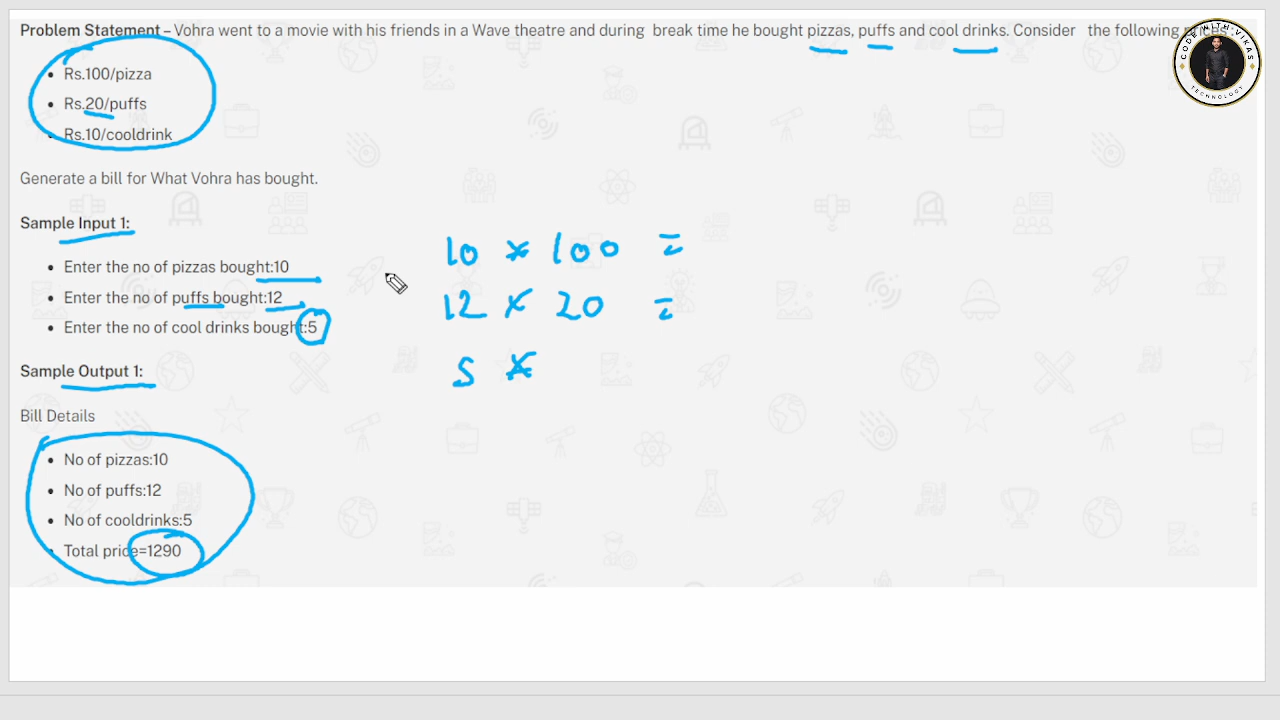 Problem Statement – Vohra went to a movie with his friends in a Wave theatre and during break time he bought pizzas, puffs and cool drinks. Consider the following
Rs.100/pizza
Rs.20/puffs
Rs.10/cooldrink
CODE WITH VIKAS
TECHNOLOGY
Generate a bill for What Vohra has bought.
Sample Input 1:
Enter the no of pizzas bought:10
Enter the no of puffs bought:12
Enter the no of cool drinks bought:5
10 * 100 =
12 * 20 =
5 *
Sample Output 1:
Bill Details
No of pizzas:10
No of puffs:12
No of cooldrinks:5
Total price=1290